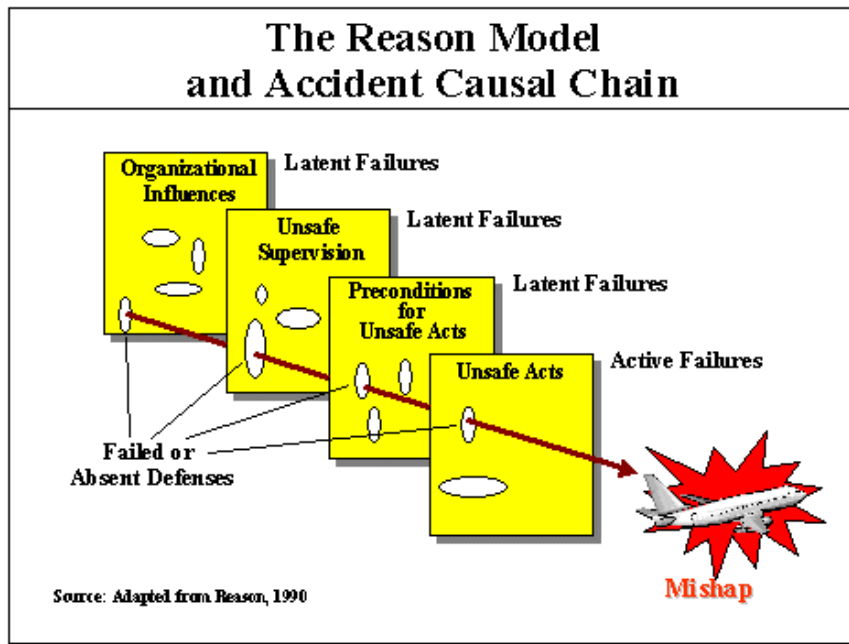 The Reason Model
and Accident Causal Chain
Organizational
Influences
Latent Failures
Unsafe
Supervision
Latent Failures
Preconditions
for
Unsafe Acts
Latent Failures
Unsafe Acts
Active Failures
Failed or
Absent Defenses
Mishap
Source: Adapted from Reason, 1990